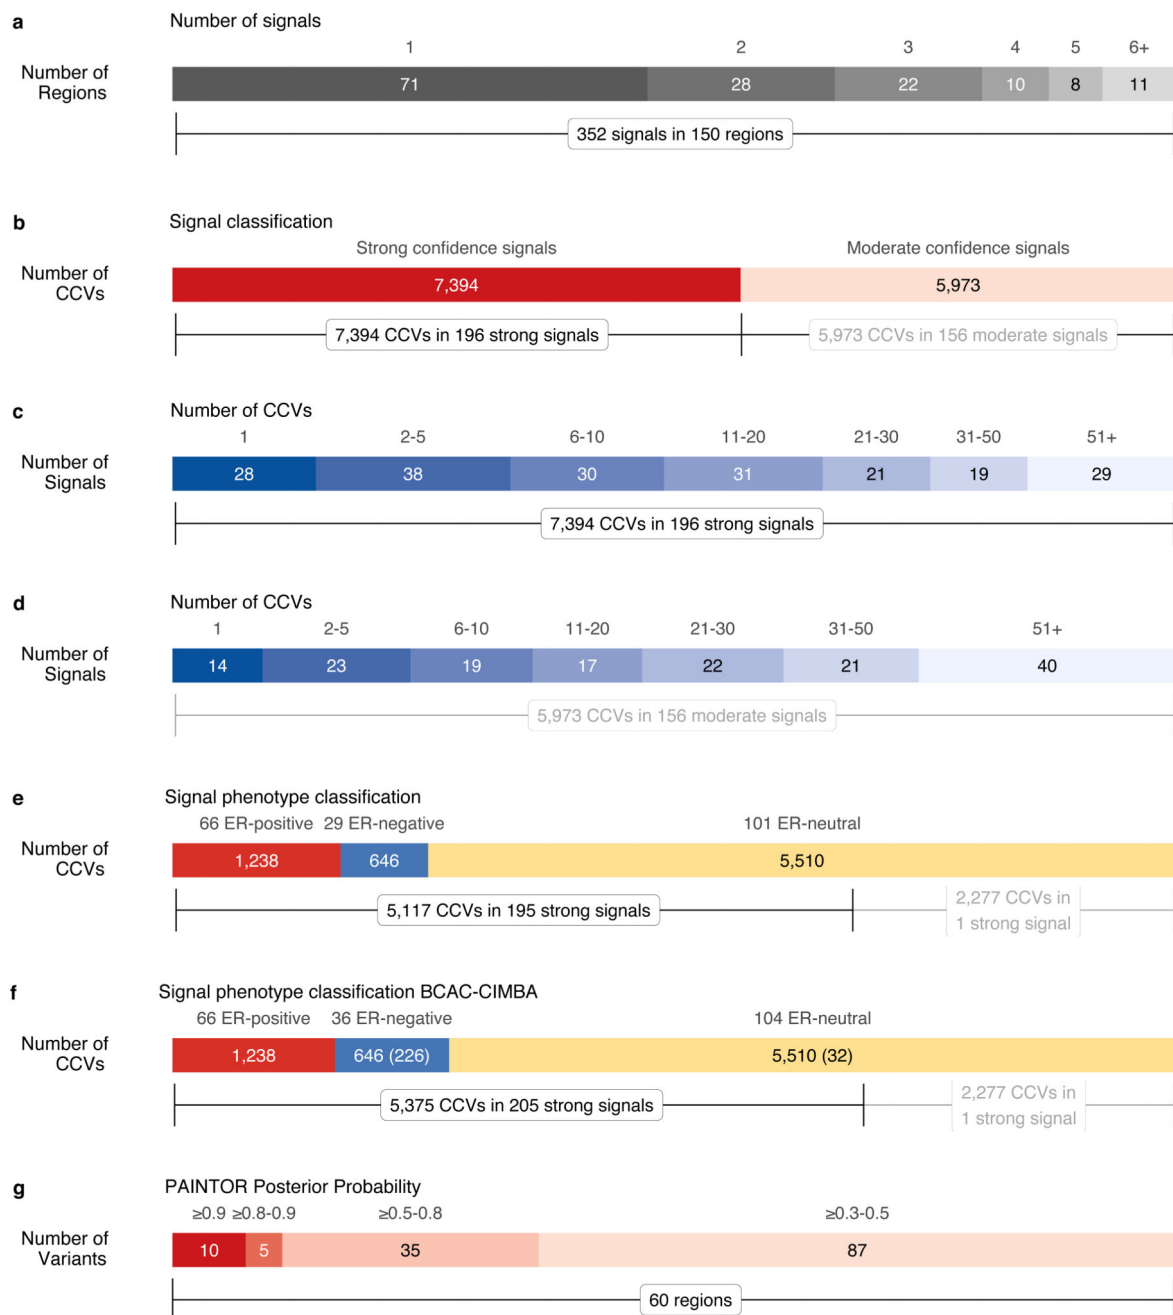 a
Number of signals
1 2 3 4 5 6+
Number of
Regions
71 28 22 10 8 11
352 signals in 150 regions
b
Signal classification
Strong confidence signals Moderate confidence signals
Number of
CCVs
7,394 5,973
7,394 CCVs in 196 strong signals 5,973 CCVs in 156 moderate signals
c
Number of CCVs
1 2-5 6-10 11-20 21-30 31-50 51+
Number of
Signals
28 38 30 31 21 19 29
7,394 CCVs in 196 strong signals
d
Number of CCVs
1 2-5 6-10 11-20 21-30 31-50 51+
Number of
Signals
14 23 19 17 22 21 40
5,973 CCVs in 156 moderate signals
e
Signal phenotype classification
66 ER-positive 29 ER-negative 101 ER-neutral
Number of
CCVs
1,238 646 5,510
5,117 CCVs in 195 strong signals
2,277 CCVs in
1 strong signal
f
Signal phenotype classification BCAC-CIMBA
66 ER-positive 36 ER-negative 104 ER-neutral
Number of
CCVs
1,238 646 (226) 5,510 (32)
5,375 CCVs in 205 strong signals
2,277 CCVs in
1 strong signal
g
PAINTOR Posterior Probability
≥0.9 ≥0.8-0.9 ≥0.5-0.8 ≥0.3-0.5
Number of
Variants
10 5 35 87
60 regions